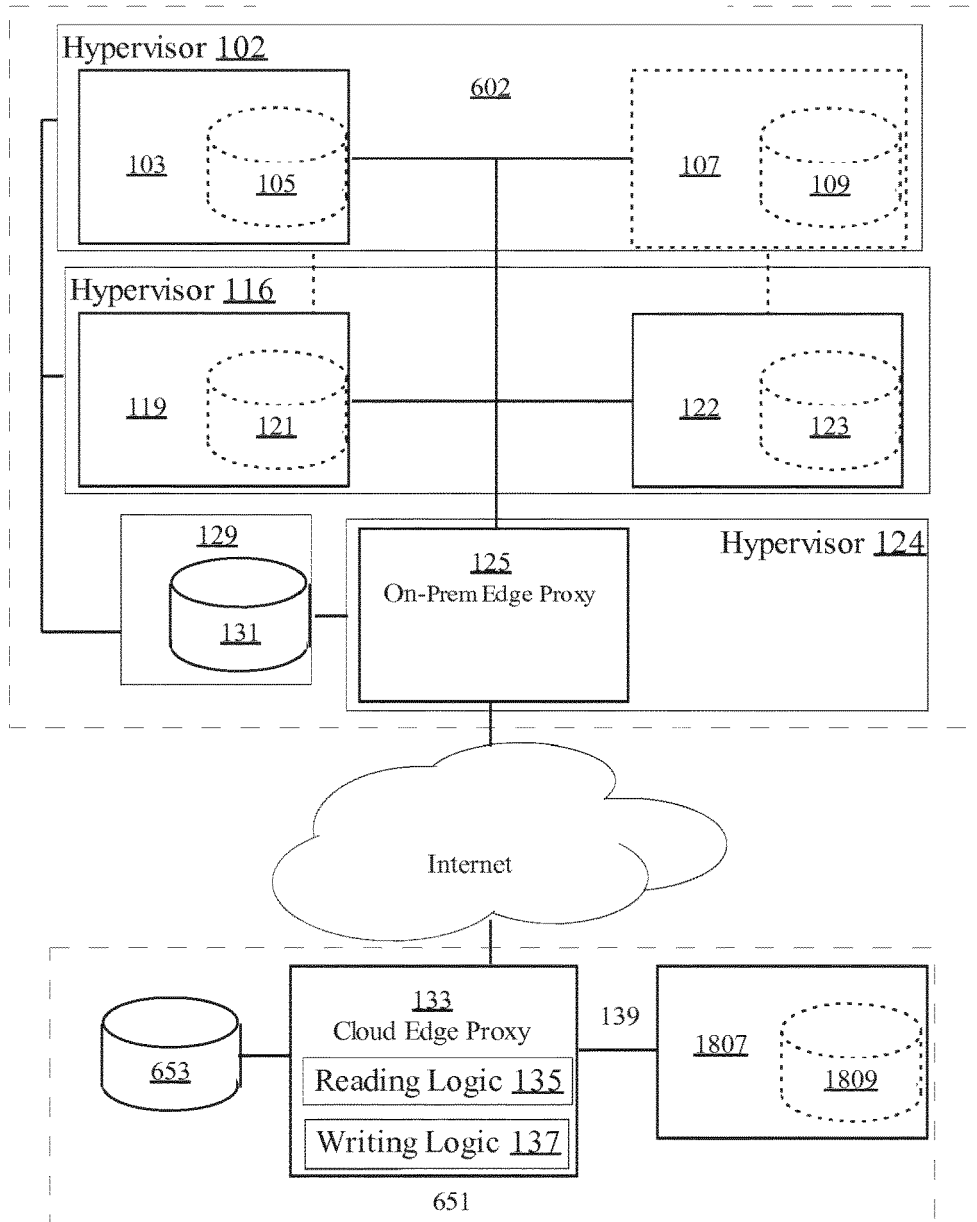 Hypervisor 102
602
103
105
107
109
Hypervisor 116
119
121
122
123
129
131
125
On-Prem Edge Proxy
Hypervisor 124
Internet
133
Cloud Edge Proxy
139
653
Reading Logic 135
Writing Logic 137
1807
1809
651